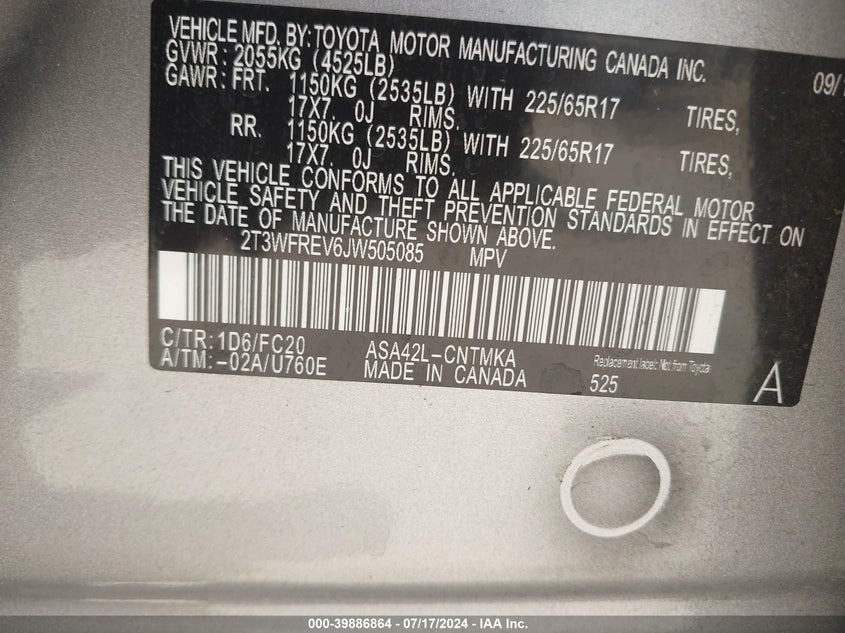 VEHICLE MFD. BY: TOYOTA MOTOR MANUFACTURING CANADA INC.
GVWR: 2055KG (4525LB) 09/
GAWR: FRT. 1150KG (2535LB) WITH 225/65R17 TIRES,
17X7. 0J RIMS.
RR. 1150KG (2535LB) WITH 225/65R17 TIRES,
17X7. 0J RIMS.
THIS VEHICLE CONFORMS TO ALL APPLICABLE FEDERAL MOTOR
VEHICLE SAFETY AND THEFT PREVENTION STANDARDS IN EFFECT ON
THE DATE OF MANUFACTURE SHOWN ABOVE.
2T3WFREV6JW505085 MPV
C/TR: 1D6/FC20 ASA42L-CNTMKA Replacement label: Not from Toyota
A/TM: -02A/U760E MADE IN CANADA 525 A
000-39886864 / 07/17/2024 - IAA Inc.